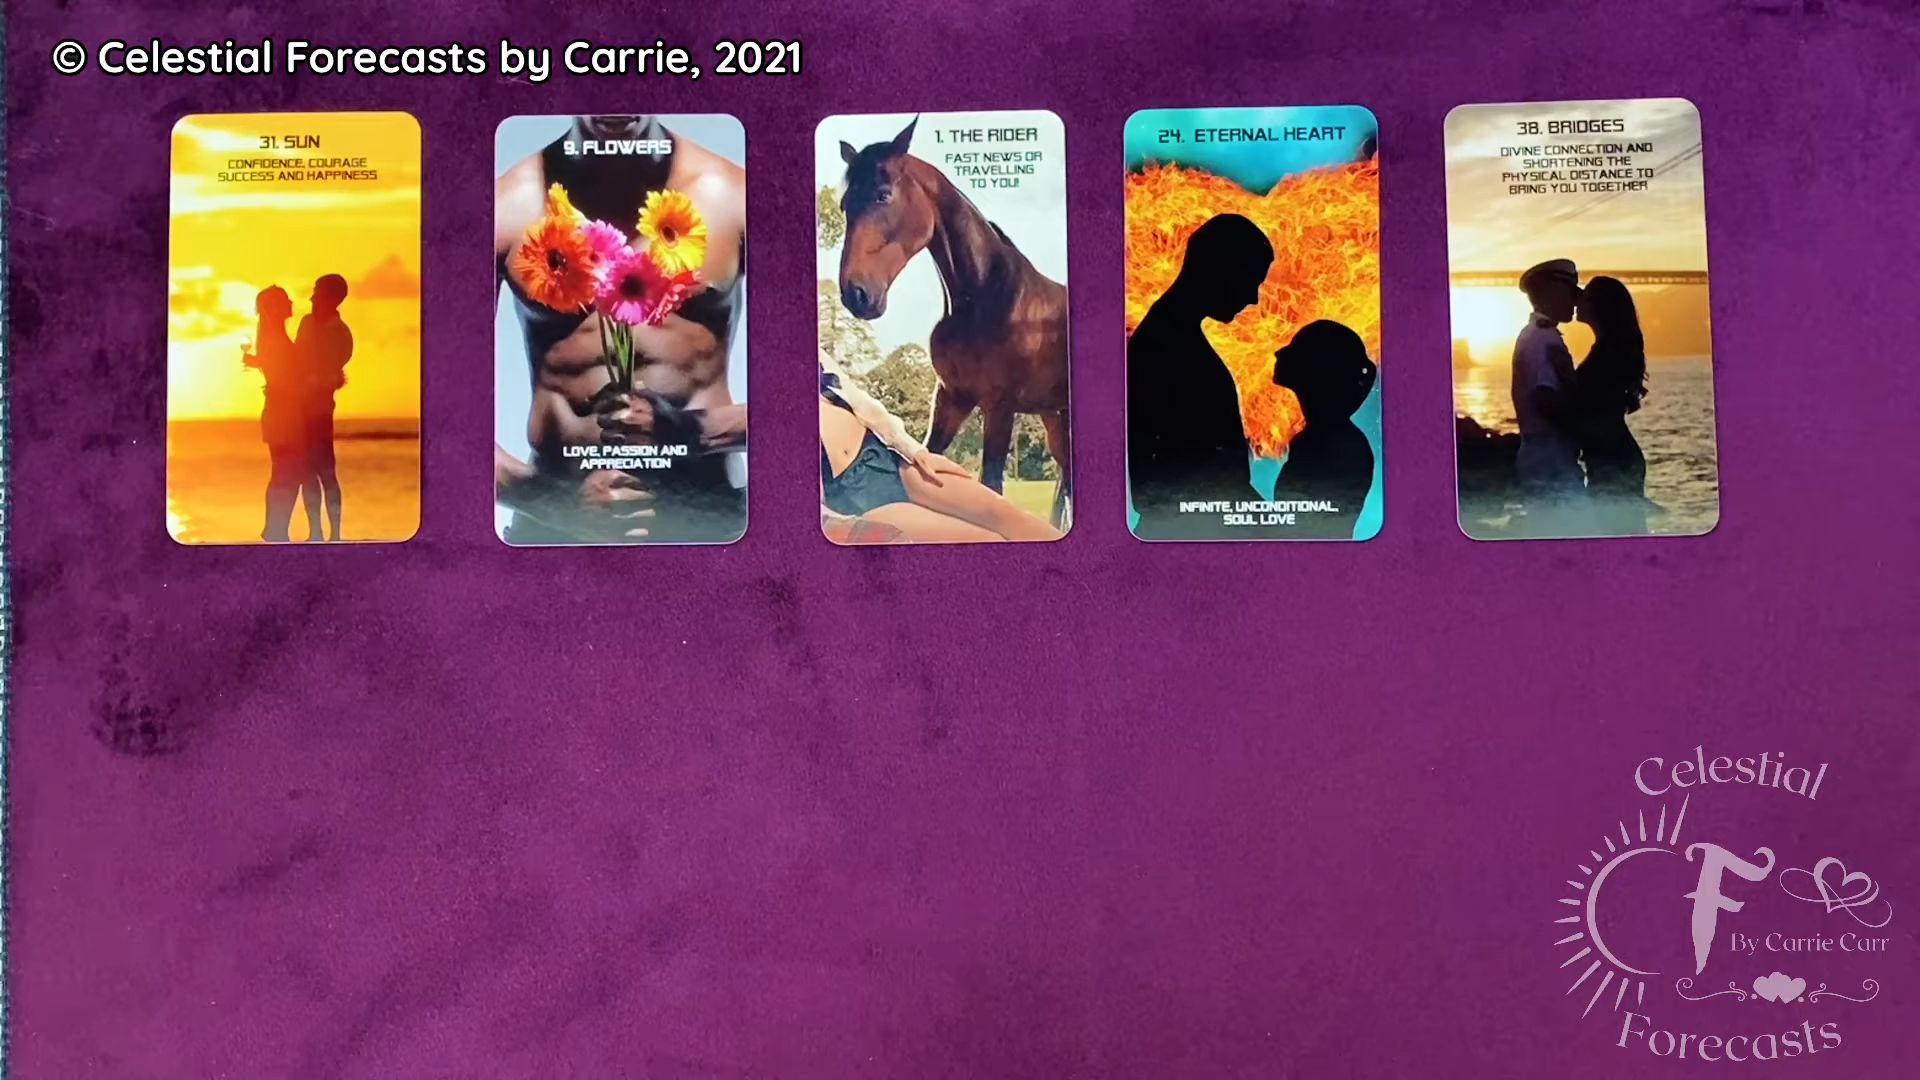 © Celestial Forecasts by Carrie, 2021
31. SUN
CONFIDENCE, COURAGE
SUCCESS AND HAPPINESS
9. FLOWERS
LOVE, PASSION AND
APPRECIATION
1. THE RIDER
FAST NEWS OR
TRAVELLING
TO YOU!
24. ETERNAL HEART
INFINITE, UNCONDITIONAL,
SOUL LOVE
38. BRIDGES
DIVINE CONNECTION AND
SHORTENING THE
PHYSICAL DISTANCE TO
BRING YOU TOGETHER
Celestial
F
By Carrie Carr
Forecasts